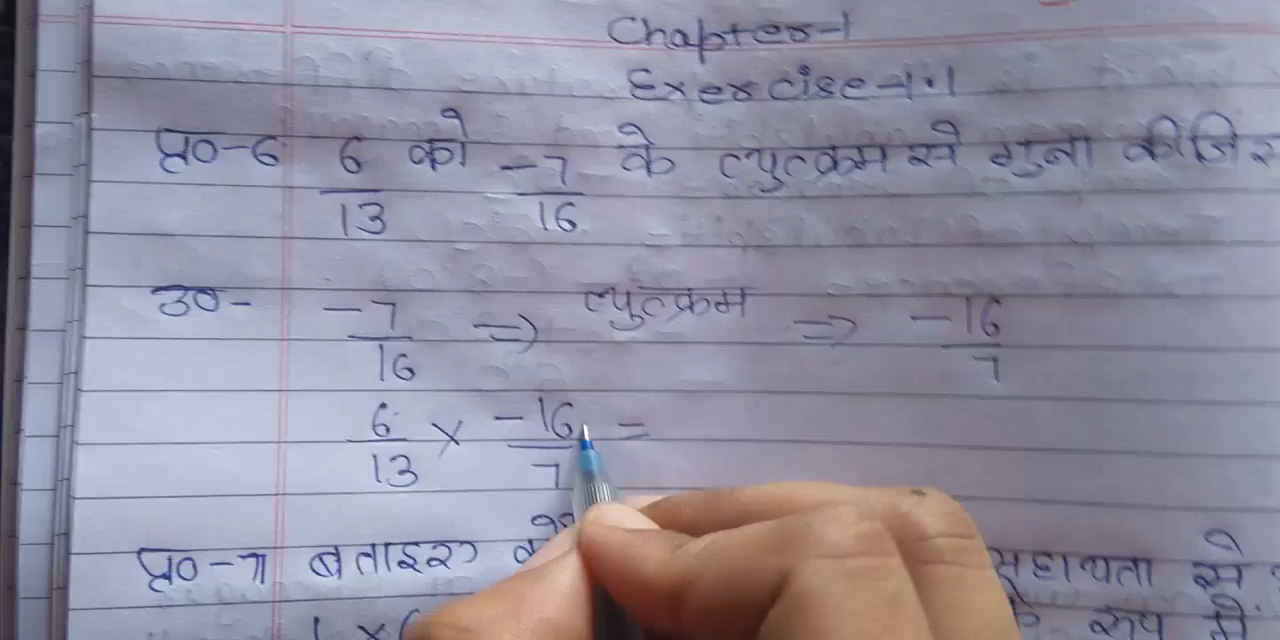 Chapter-1
Exercise-1.1
प्र०-6 6/13 को -7/16 के व्युत्क्रम से गुना
उ०- -7/16 => व्युत्क्रम => -16/7
6/13 × -16/7 =
प्र०-7 बताइए सहायता से
1 × रूप में